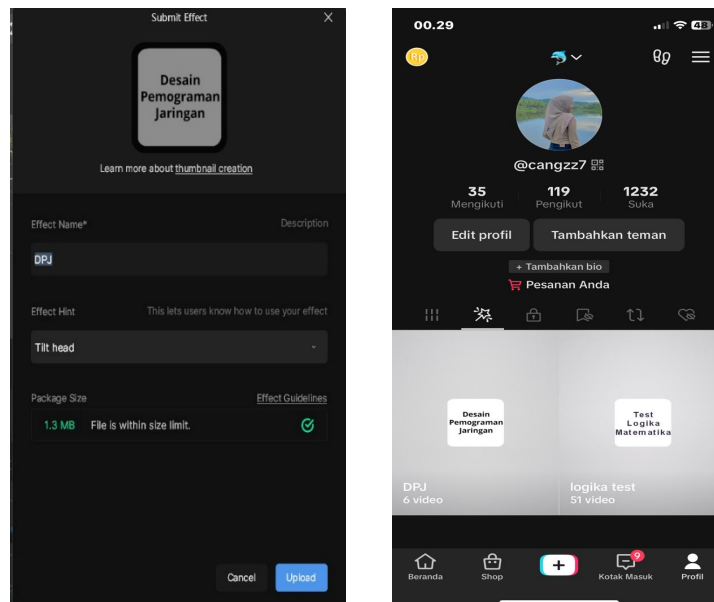 Submit Effect
Desain
Pemograman
Jaringan
Learn more about thumbnail creation
Effect Name*
Description
DPJ
Effect Hint
This lets users know how to use your effect
Tilt head
Package Size
Effect Guidelines
1.3 MB File is within size limit.
Cancel
Upload
00.29
48
Rp
@cangzz7
35 119 1232
Mengikuti Pengikut Suka
Edit profil
Tambahkan teman
+ Tambahkan bio
Pesanan Anda
Desain
Pemograman
Jaringan
DPJ
6 video
Test
Logika
Matematika
logika test
51 video
9
Beranda Shop Kotak Masuk Profil